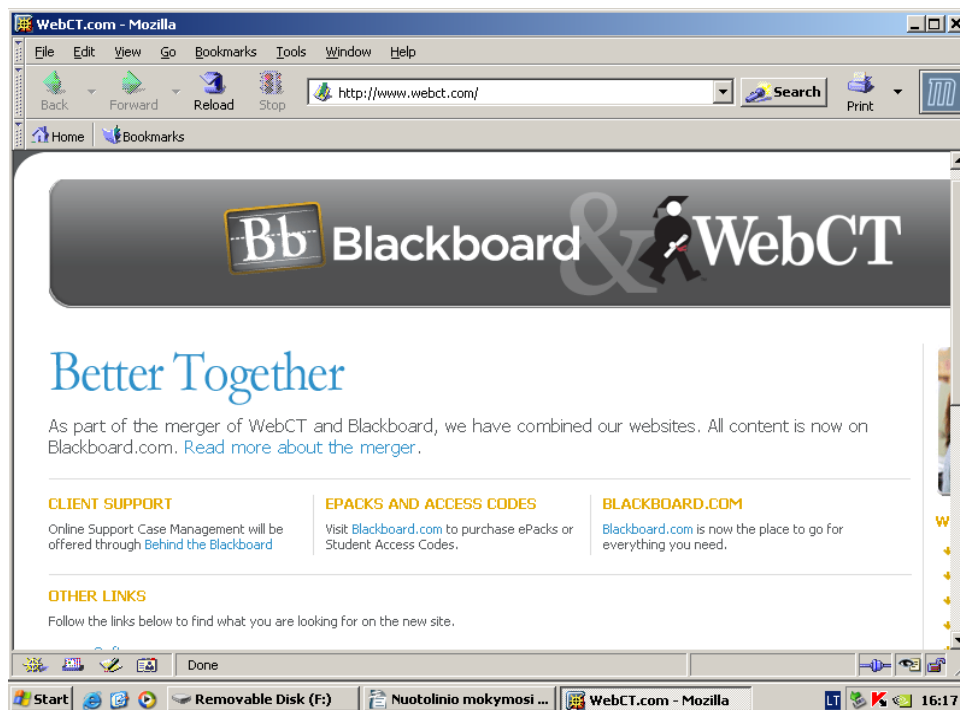 WebCT.com - Mozilla
File Edit View Go Bookmarks Tools Window Help
Back Forward Reload Stop http://www.webct.com/ Search Print
Home Bookmarks
Bb Blackboard & WebCT
Better Together
As part of the merger of WebCT and Blackboard, we have combined our websites. All content is now on
Blackboard.com. Read more about the merger.
CLIENT SUPPORT
Online Support Case Management will be
offered through Behind the Blackboard
EPACKS AND ACCESS CODES
Visit Blackboard.com to purchase ePacks or
Student Access Codes.
BLACKBOARD.COM
Blackboard.com is now the place to go for
everything you need.
W
OTHER LINKS
Follow the links below to find what you are looking for on the new site.
Done
Start Removable Disk (F:) Nuotolinio mokymosi ... WebCT.com - Mozilla LT 16:17